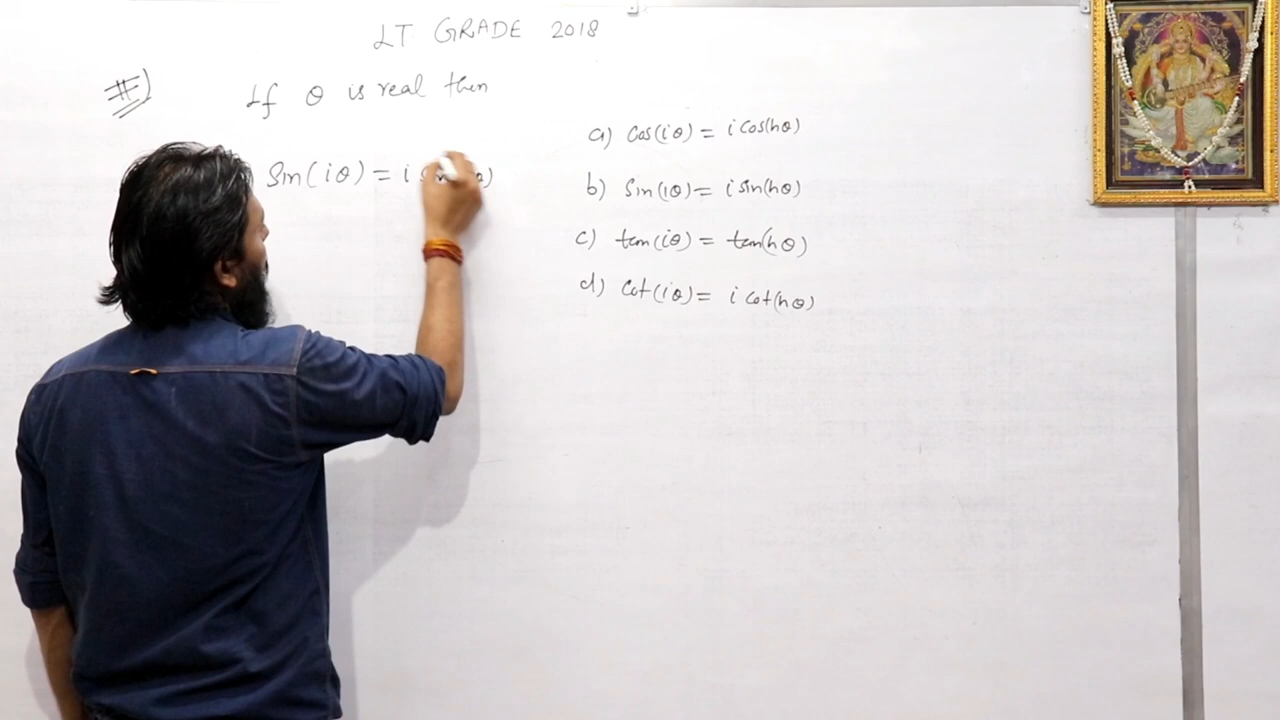 LT GRADE 2018
#) If θ is real then
Sin(iθ) = i
a) Cos(iθ) = i Cos(hθ)
b) Sin(iθ) = i Sin(hθ)
c) tan(iθ) = tan(hθ)
d) Cot(iθ) = i Cot(hθ)